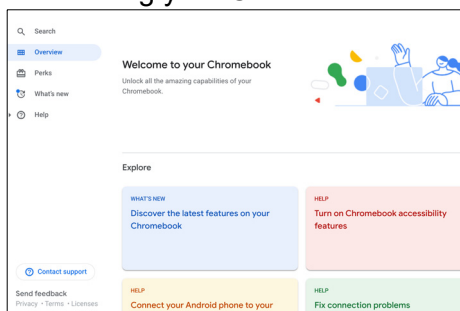 Search
Overview
Perks
What's new
Help
Welcome to your Chromebook
Unlock all the amazing capabilities of your
Chromebook.
Explore
WHAT'S NEW
Discover the latest features on your
Chromebook
HELP
Turn on Chromebook accessibility
features
HELP
Connect your Android phone to your
HELP
Fix connection problems
Contact support
Send feedback
Privacy • Terms • Licenses